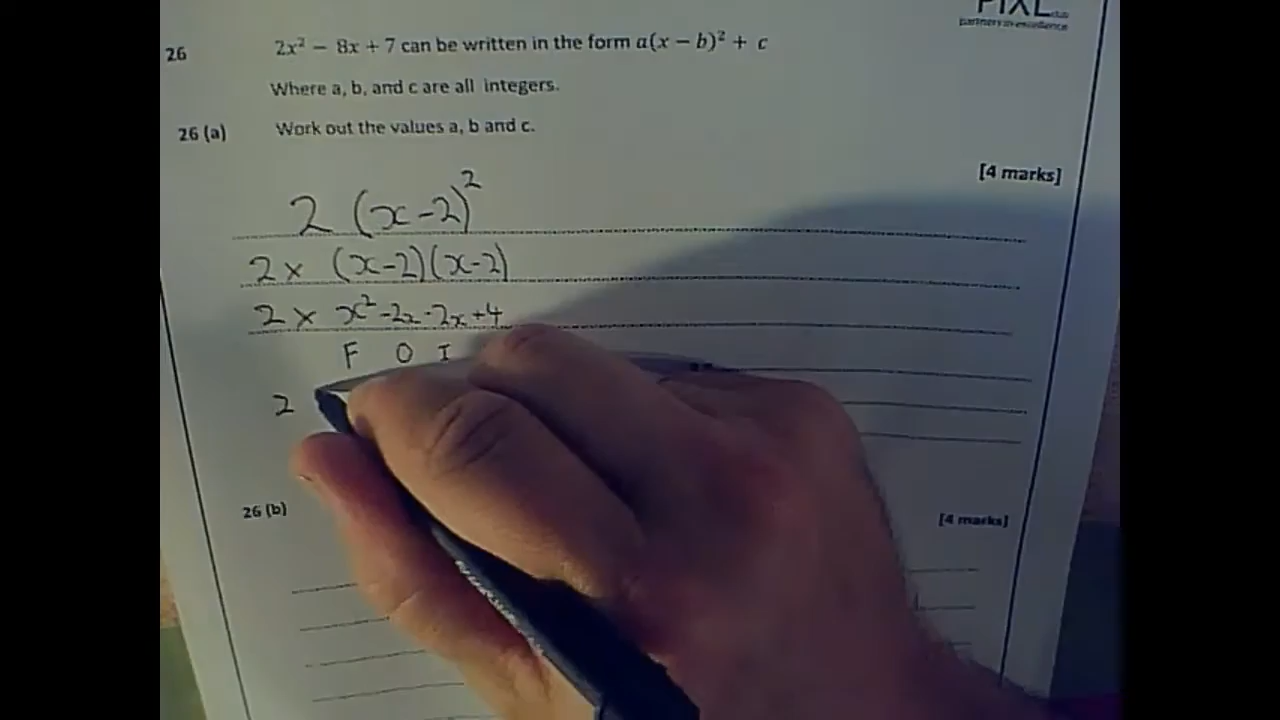 PIXL club
partners in excellence
26 2x² − 8x + 7 can be written in the form a(x − b)² + c
Where a, b, and c are all integers.
26 (a) Work out the values a, b and c.
[4 marks]
2 (x-2)²
2 × (x-2)(x-2)
2 × x² -2x -2x +4
F O I
2
26 (b)
[4 marks]